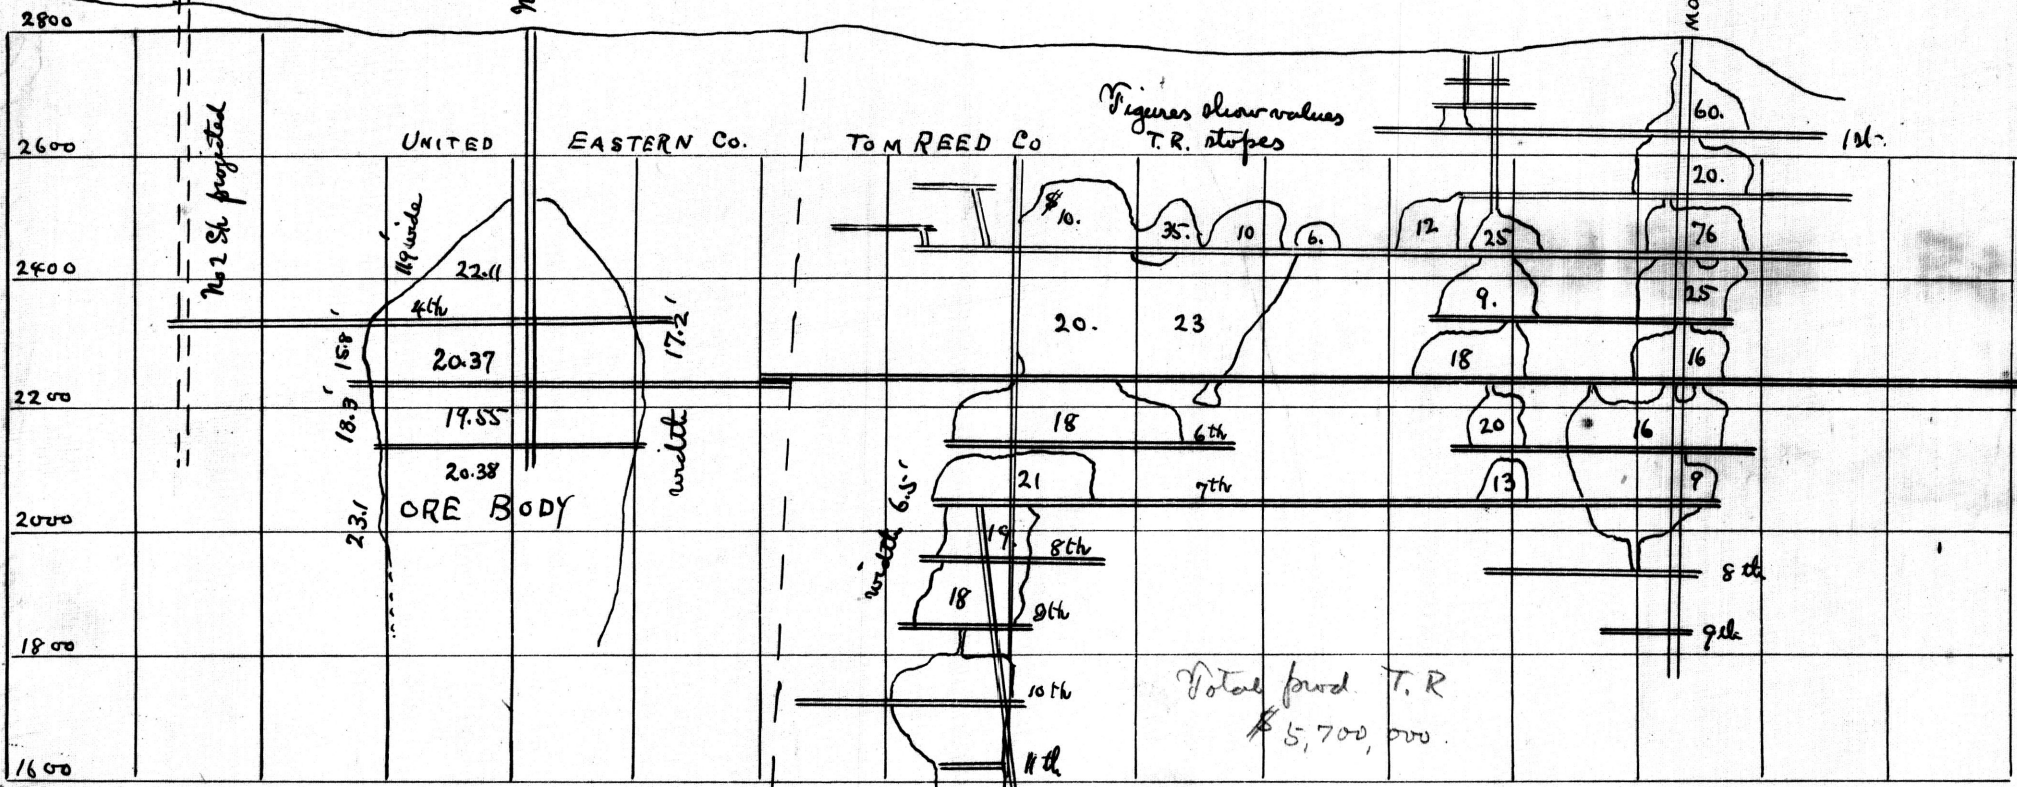 2800
2600
2400
2200
2000
1800
1600
No 2 Sh projected
UNITED EASTERN CO.
TOM REED CO
Figures show values
T.R. stopes
22.11
4th
15.8'
20.37
17.2'
18.3'
19.55
width
20.38
23.1
ORE BODY
$10.
35.
10
6.
12
25
60.
1st.
20.
76
9.
25
20.
23
18
16
18
6th
20
16
21
7th
13
9
width 6.5'
19.
8th
18
9th
10th
11th
8th
9th
Total prod. T.R
$5,700,000.